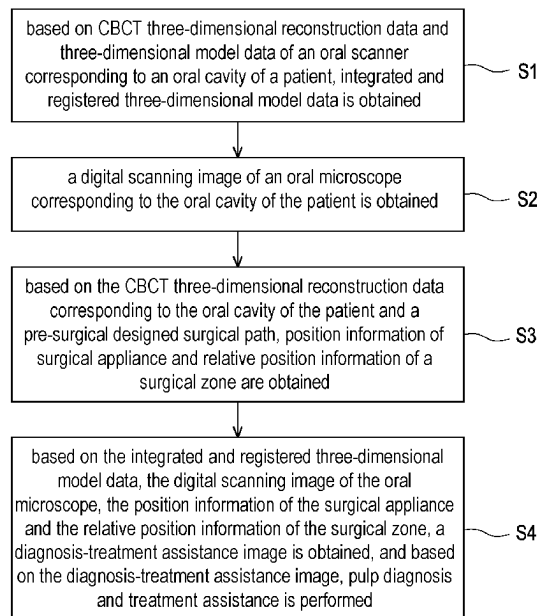 based on CBCT three-dimensional reconstruction data and
three-dimensional model data of an oral scanner
corresponding to an oral cavity of a patient, integrated and
registered three-dimensional model data is obtained
S1
a digital scanning image of an oral microscope
corresponding to the oral cavity of the patient is obtained
S2
based on the CBCT three-dimensional reconstruction data
corresponding to the oral cavity of the patient and a
pre-surgical designed surgical path, position information of
surgical appliance and relative position information of a
surgical zone are obtained
S3
based on the integrated and registered three-dimensional
model data, the digital scanning image of the oral
microscope, the position information of the surgical appliance
and the relative position information of the surgical zone, a
diagnosis-treatment assistance image is obtained, and based
on the diagnosis-treatment assistance image, pulp diagnosis
and treatment assistance is performed
S4